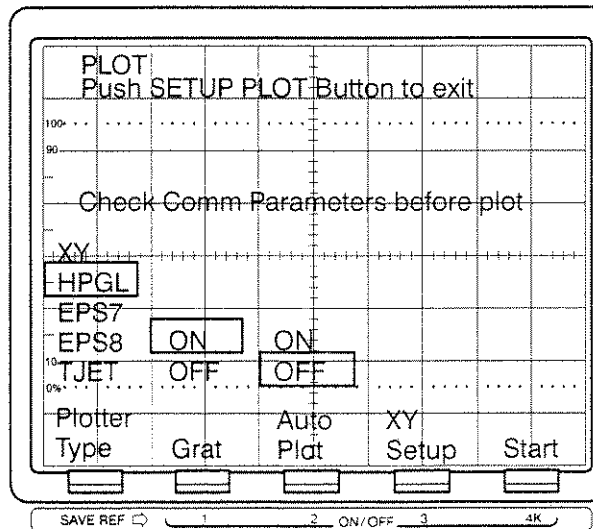 PLOT
Push SETUP PLOT Button to exit
100
90
Check Comm Parameters before plot
XY
HPGL
EPS7
EPS8 ON ON
10
TJET OFF OFF
0%
Plotter Type
Grat
Auto Plot
XY Setup
Start
SAVE REF ⇨ 1 2 ON/OFF 3 4K